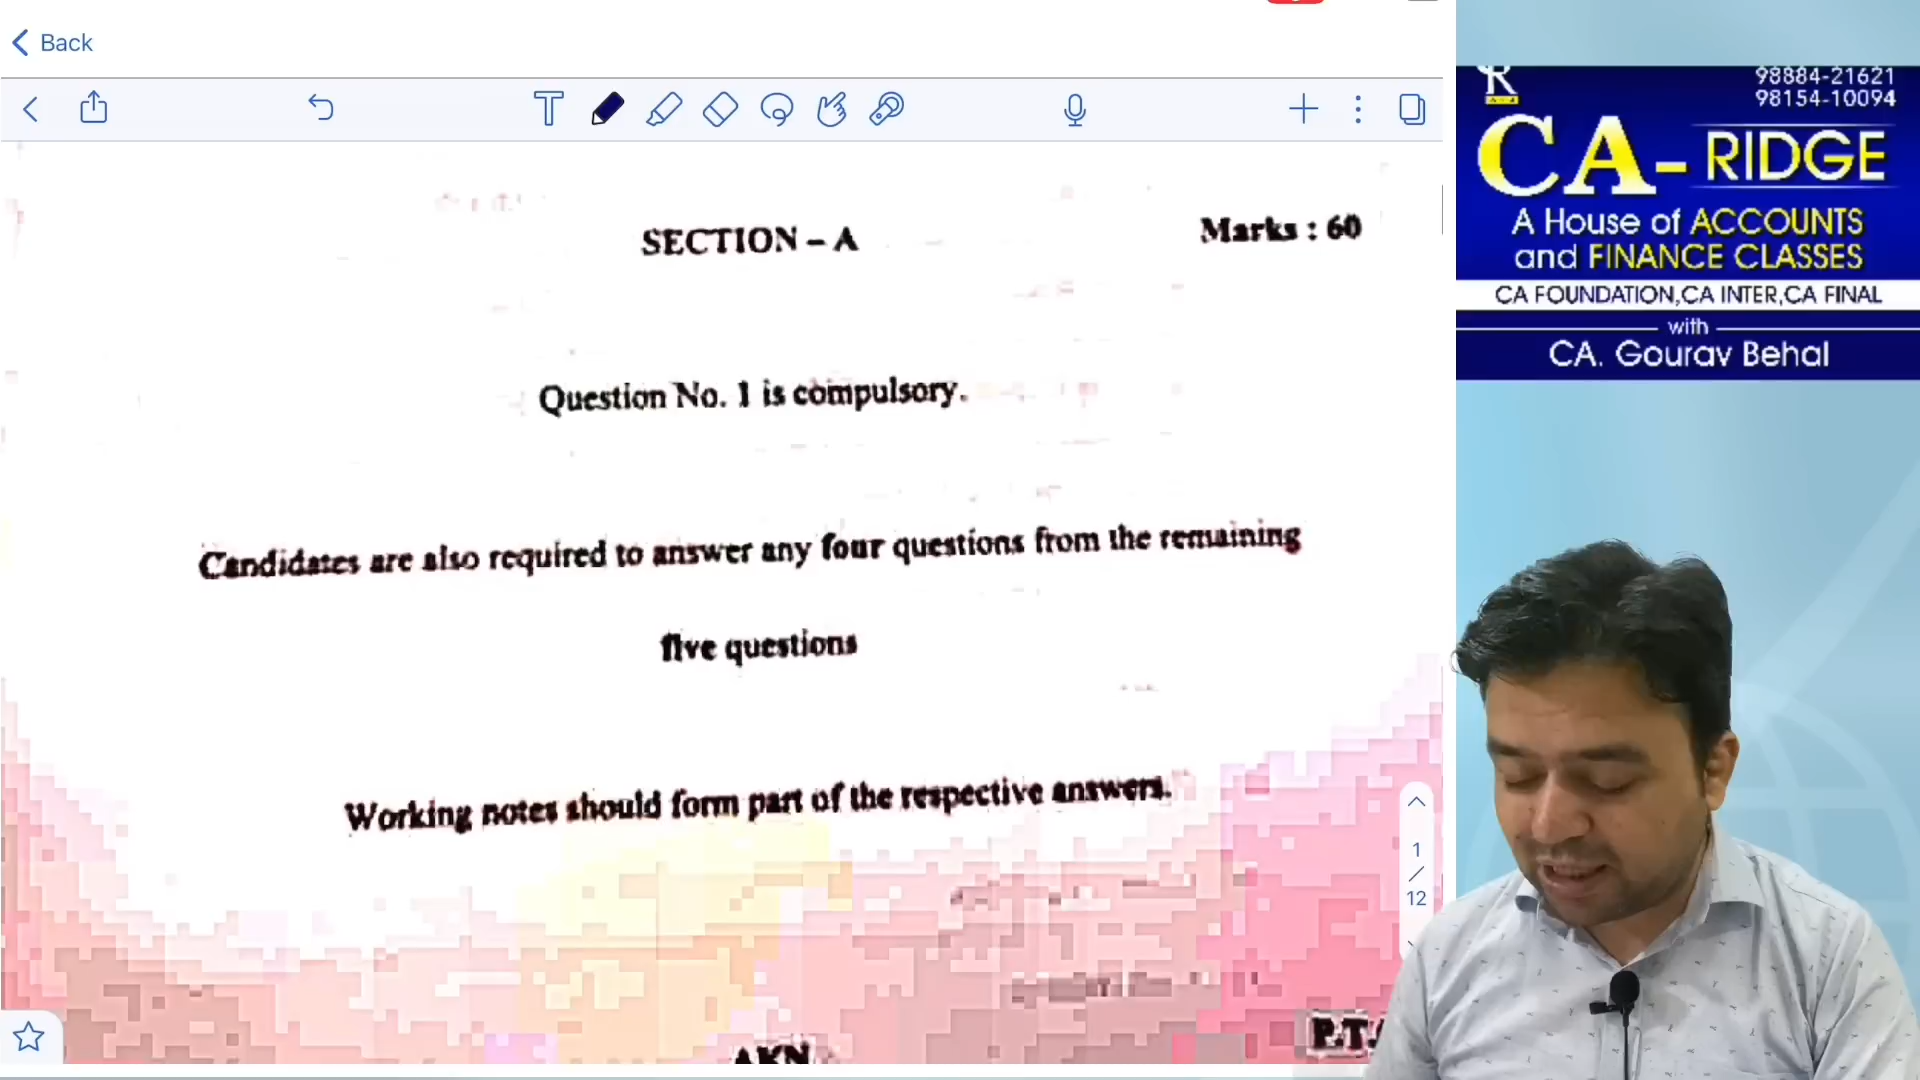 Back
SECTION – A
Marks : 60
Question No. 1 is compulsory.
Candidates are also required to answer any four questions from the remaining
five questions
Working notes should form part of the respective answers.
AKN
P.T.
1
/
12
R
98884-21621
98154-10094
CA- RIDGE
A House of ACCOUNTS
and FINANCE CLASSES
CA FOUNDATION,CA INTER,CA FINAL
with
CA. Gourav Behal